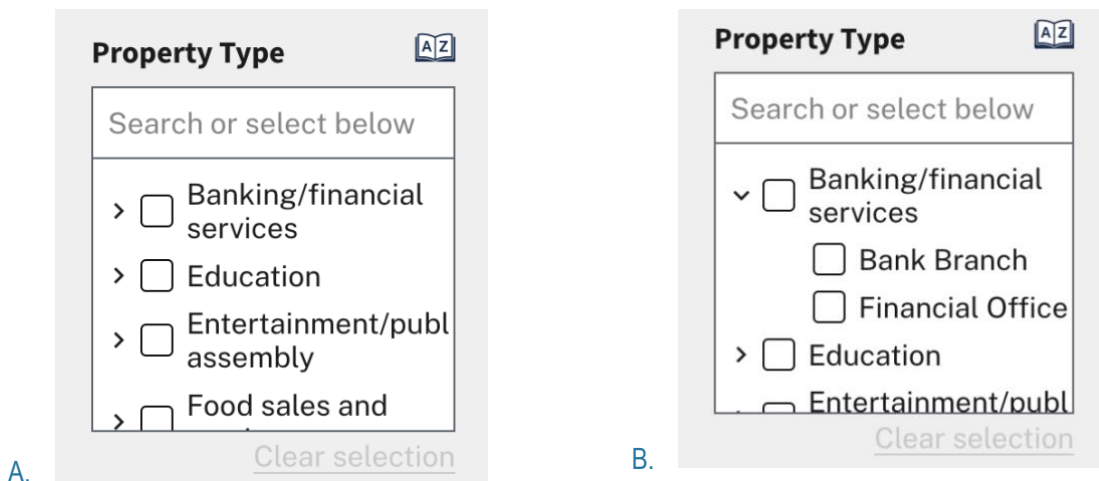 Property Type
A Z
Search or select below
Banking/financial
services
Education
Entertainment/publ
assembly
Food sales and
Clear selection
A.
Property Type
A Z
Search or select below
Banking/financial
services
Bank Branch
Financial Office
Education
Entertainment/publ
Clear selection
B.